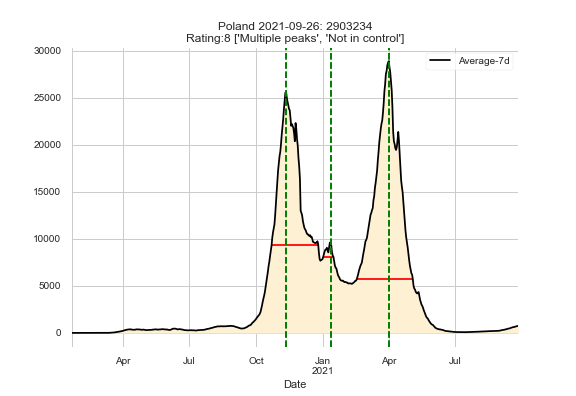 Poland 2021-09-26: 2903234
Rating:8 ['Multiple peaks', 'Not in control']
30000
25000
20000
15000
10000
5000
0
Average-7d
Apr
Jul
Oct
Jan
2021
Apr
Jul
Date